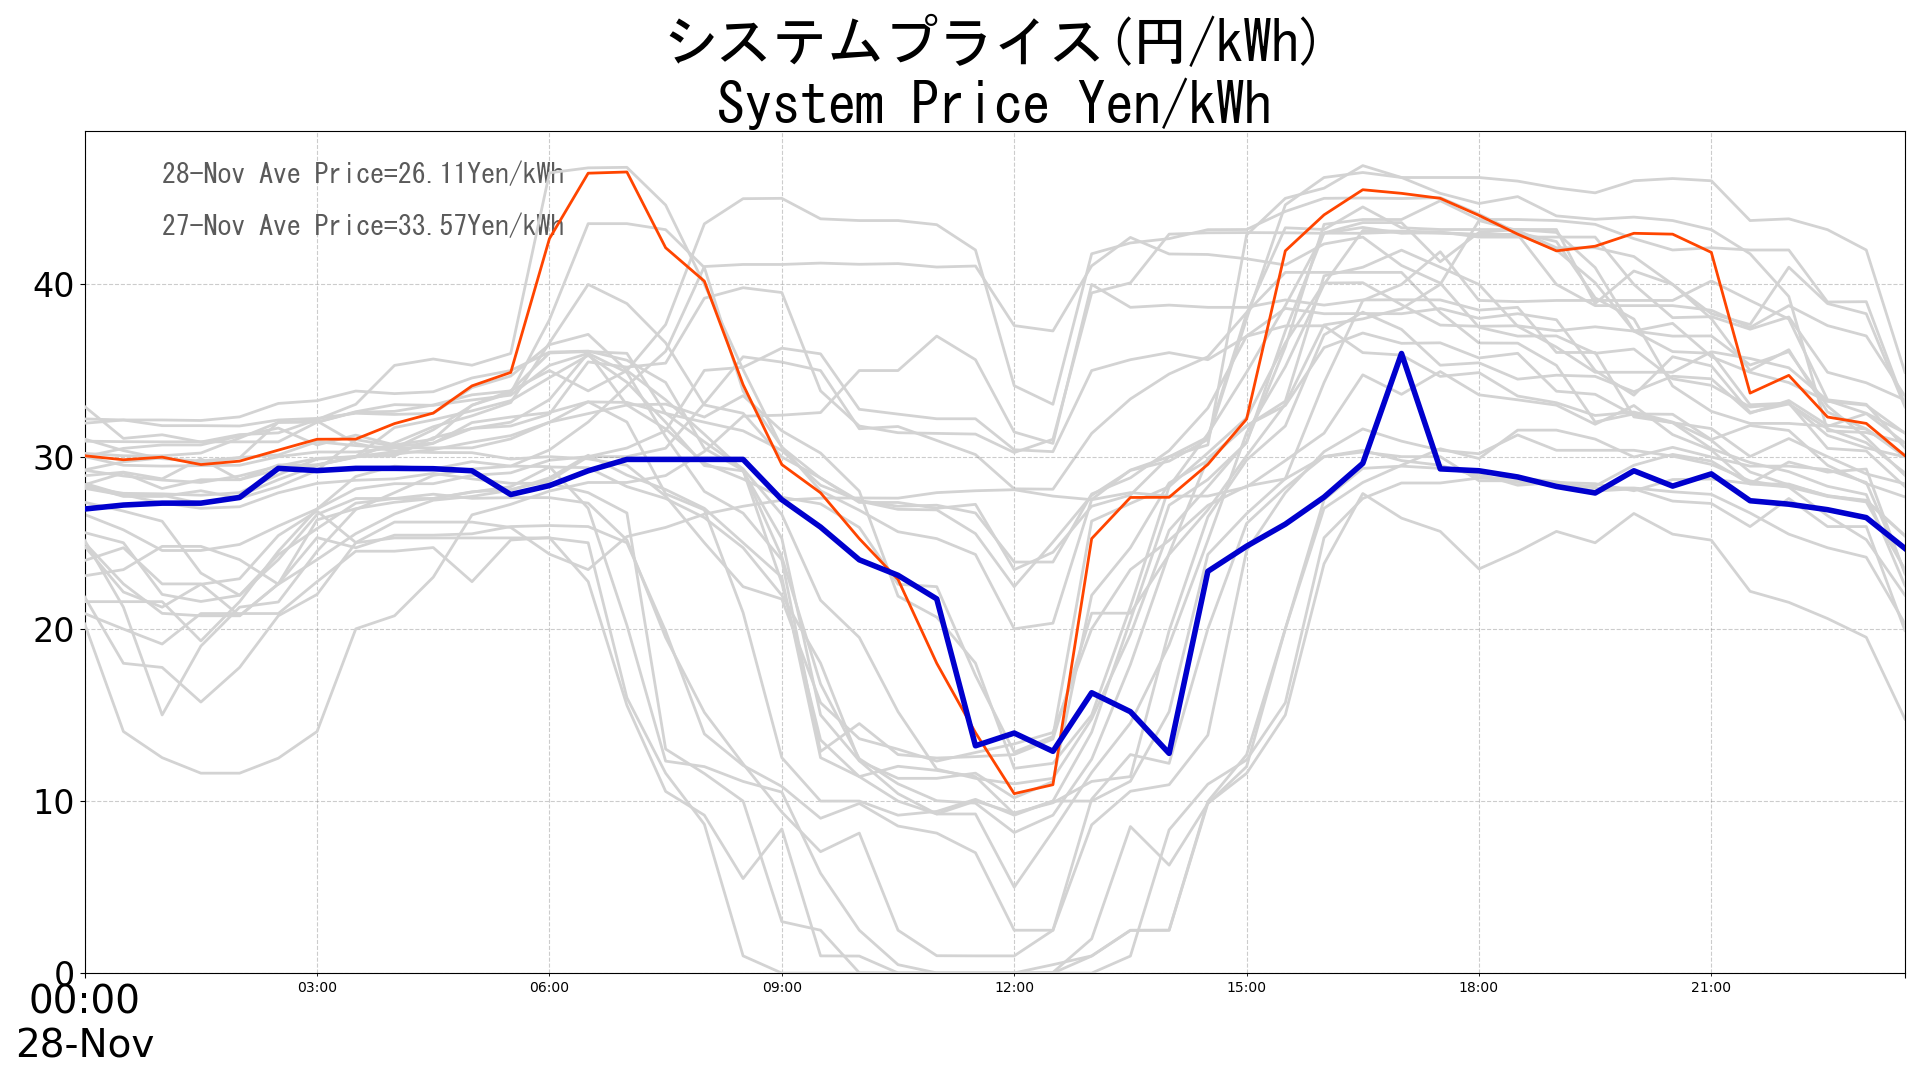 システムプライス(円/kWh)
System Price Yen/kWh
28-Nov Ave Price=26.11Yen/kWh
27-Nov Ave Price=33.57Yen/kWh
40
30
20
10
0
00:00 03:00 06:00 09:00 12:00 15:00 18:00 21:00
28-Nov